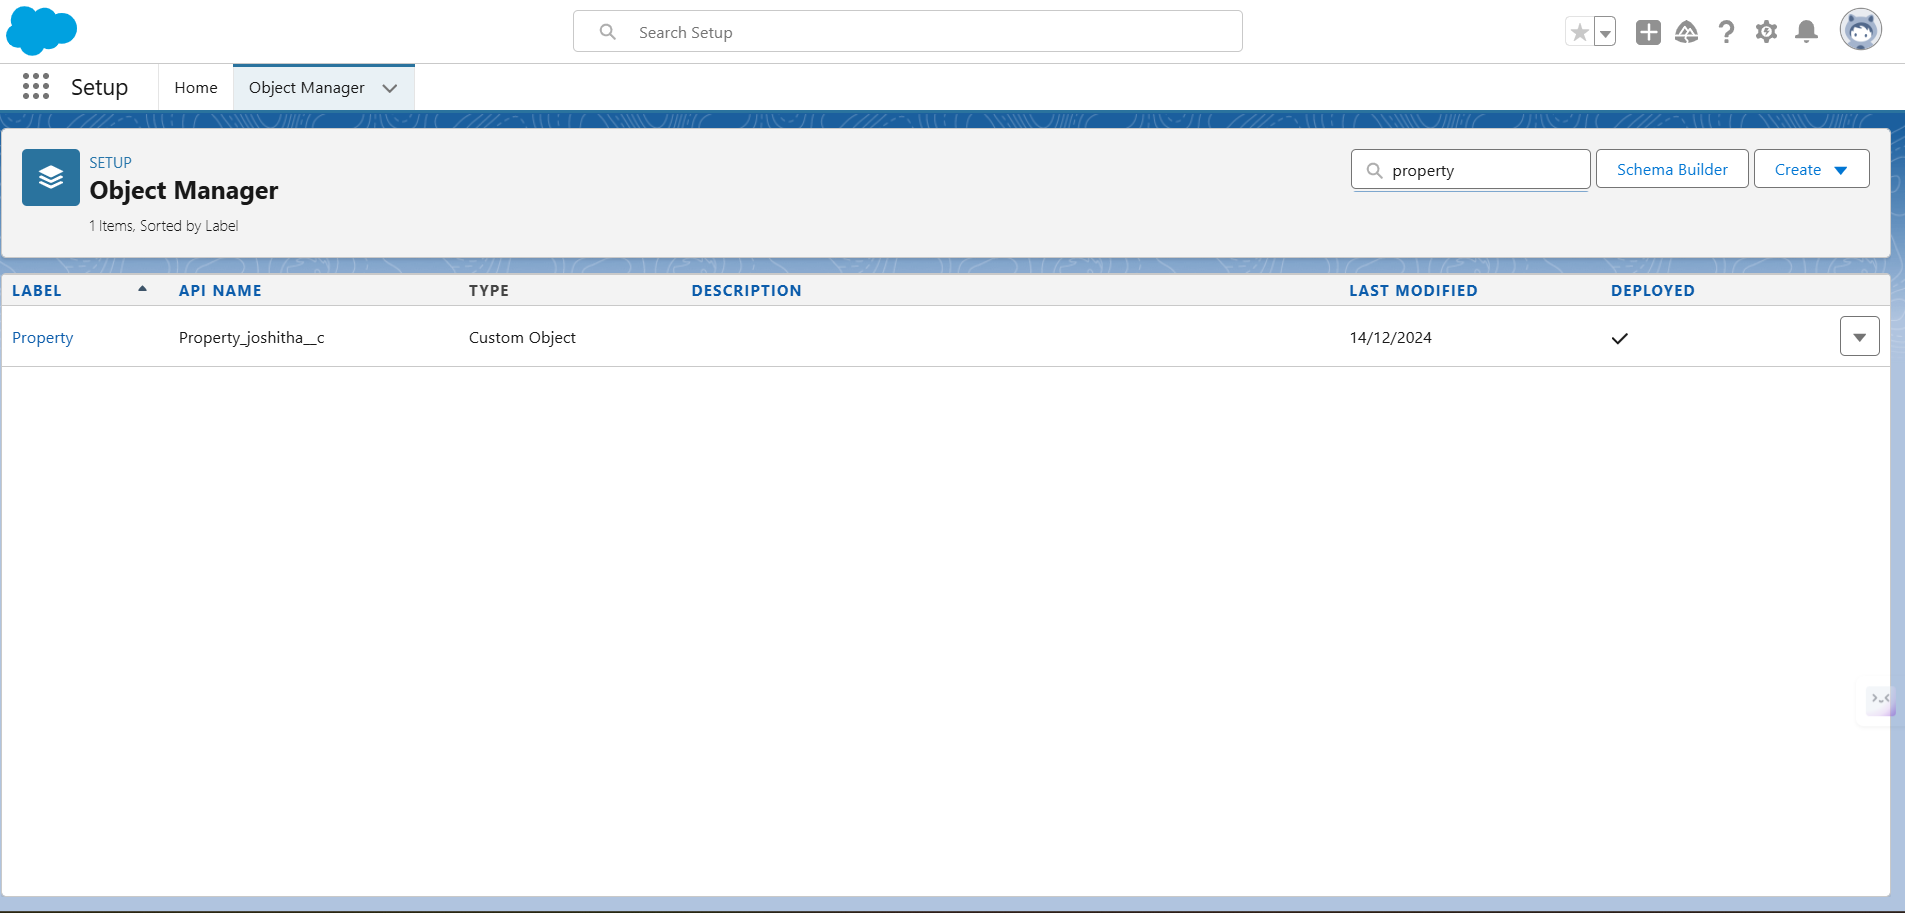 Search Setup
Setup
Home
Object Manager
SETUP
Object Manager
1 Items, Sorted by Label
property
Schema Builder
Create
LABEL API NAME TYPE DESCRIPTION LAST MODIFIED DEPLOYED
Property Property_joshitha__c Custom Object 14/12/2024